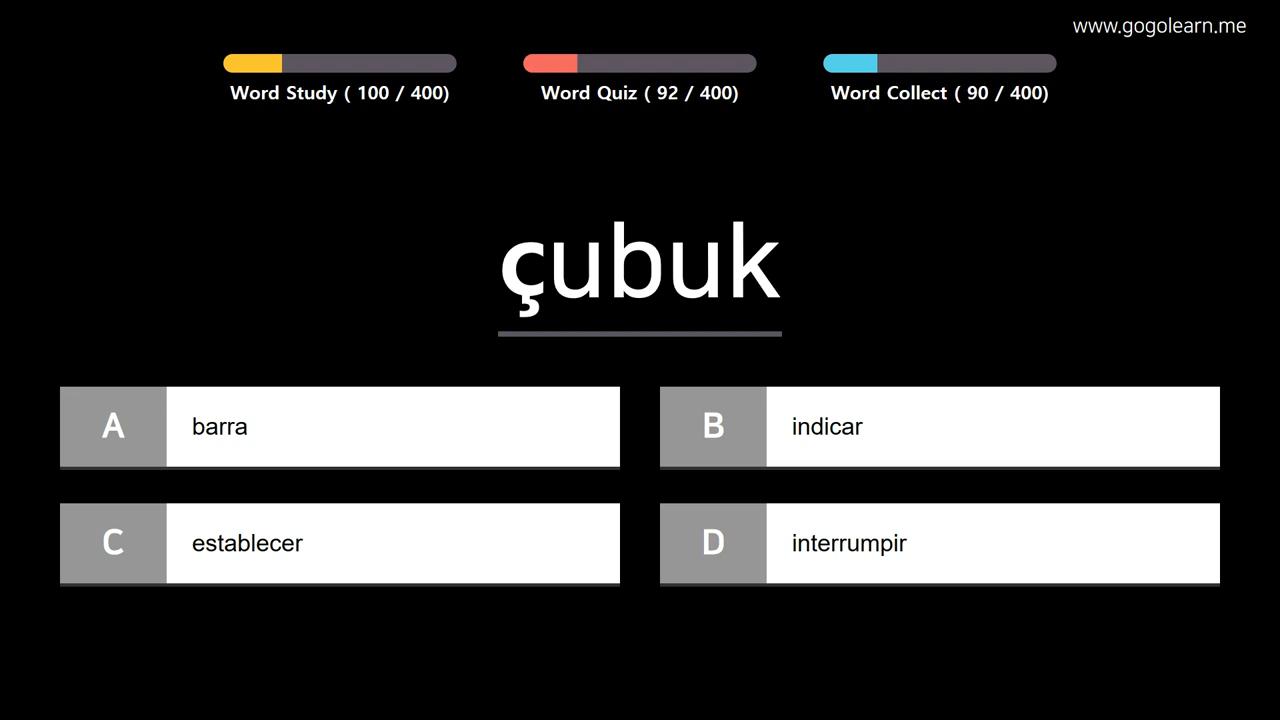 www.gogolearn.me
Word Study ( 100 / 400)
Word Quiz ( 92 / 400)
Word Collect ( 90 / 400)
çubuk
A barra
B indicar
C establecer
D interrumpir